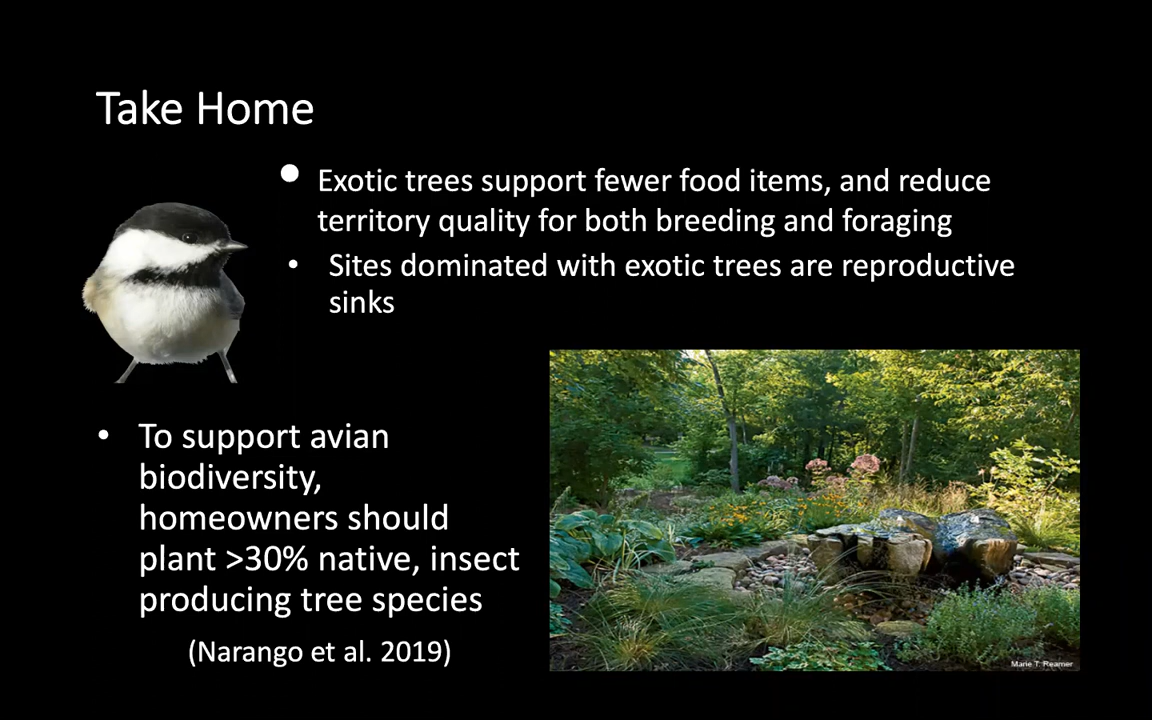 Take Home
• Exotic trees support fewer food items, and reduce
territory quality for both breeding and foraging
• Sites dominated with exotic trees are reproductive
sinks
• To support avian
biodiversity,
homeowners should
plant >30% native, insect
producing tree species
(Narango et al. 2019)
Marie T. Reamer